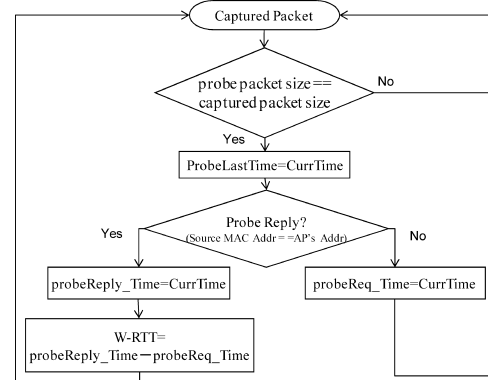 Captured Packet
probe packet size==
captured packet size
No
Yes
ProbeLastTime=CurrTime
Probe Reply?
(Source MAC Addr==AP's Addr)
Yes
No
probeReply_Time=CurrTime
probeReq_Time=CurrTime
W-RTT=
probeReply_Time−probeReq_Time